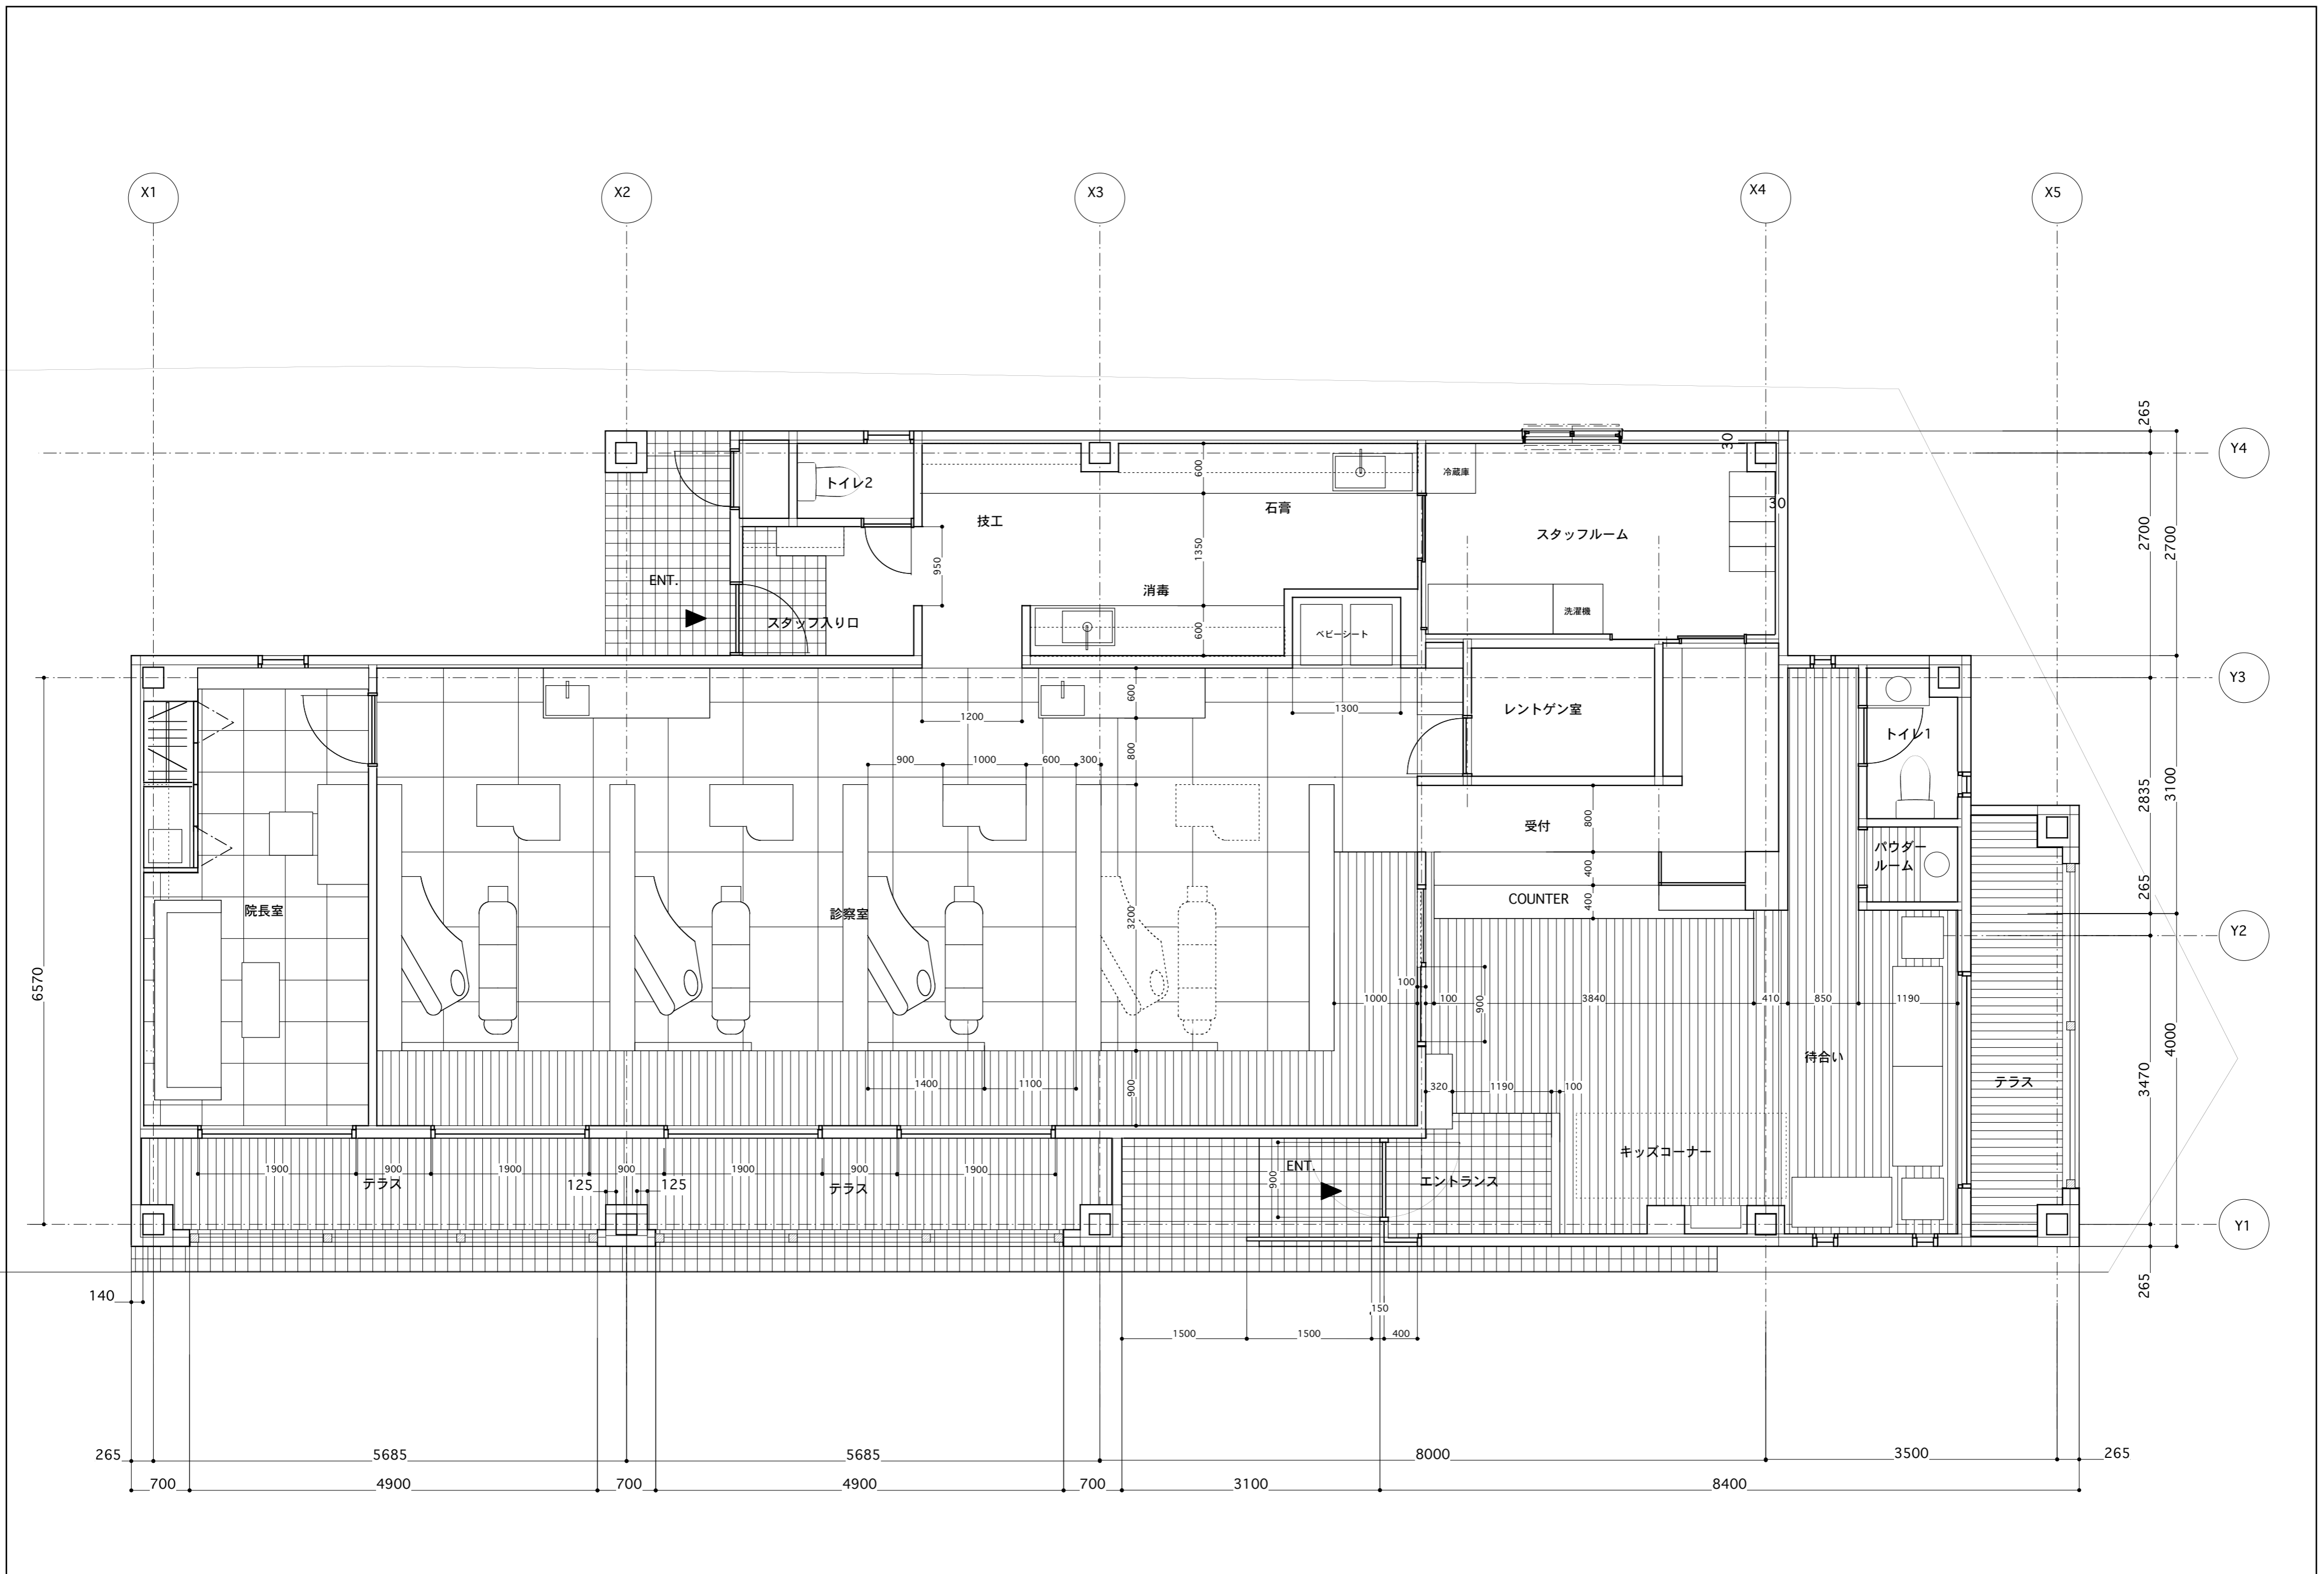 X1
X2
X3
X4
X5
265
30
Y4
600
冷蔵庫
トイレ2
30
石膏
技工
スタッフルーム
2700
2700
1350
950
ENT.
消毒
洗濯機
スタッフ入り口
600
ベビーシート
Y3
600
1300
レントゲン室
1200
トイレ1
800
900
1000
600
300
2835
3100
受付
800
パウダー
ルーム
400
265
COUNTER
400
院長室
診察室
3200
Y2
6570
100
1000
100
900
3840
410
850
1190
4000
待合い
3470
テラス
1400
1100
900
320
1190
100
キッズコーナー
1900
900
1900
900
1900
900
1900
ENT.
900
エントランス
テラス
テラス
125
125
Y1
265
140
150
1500
1500
400
265
5685
5685
8000
3500
265
700
4900
700
4900
700
3100
8400